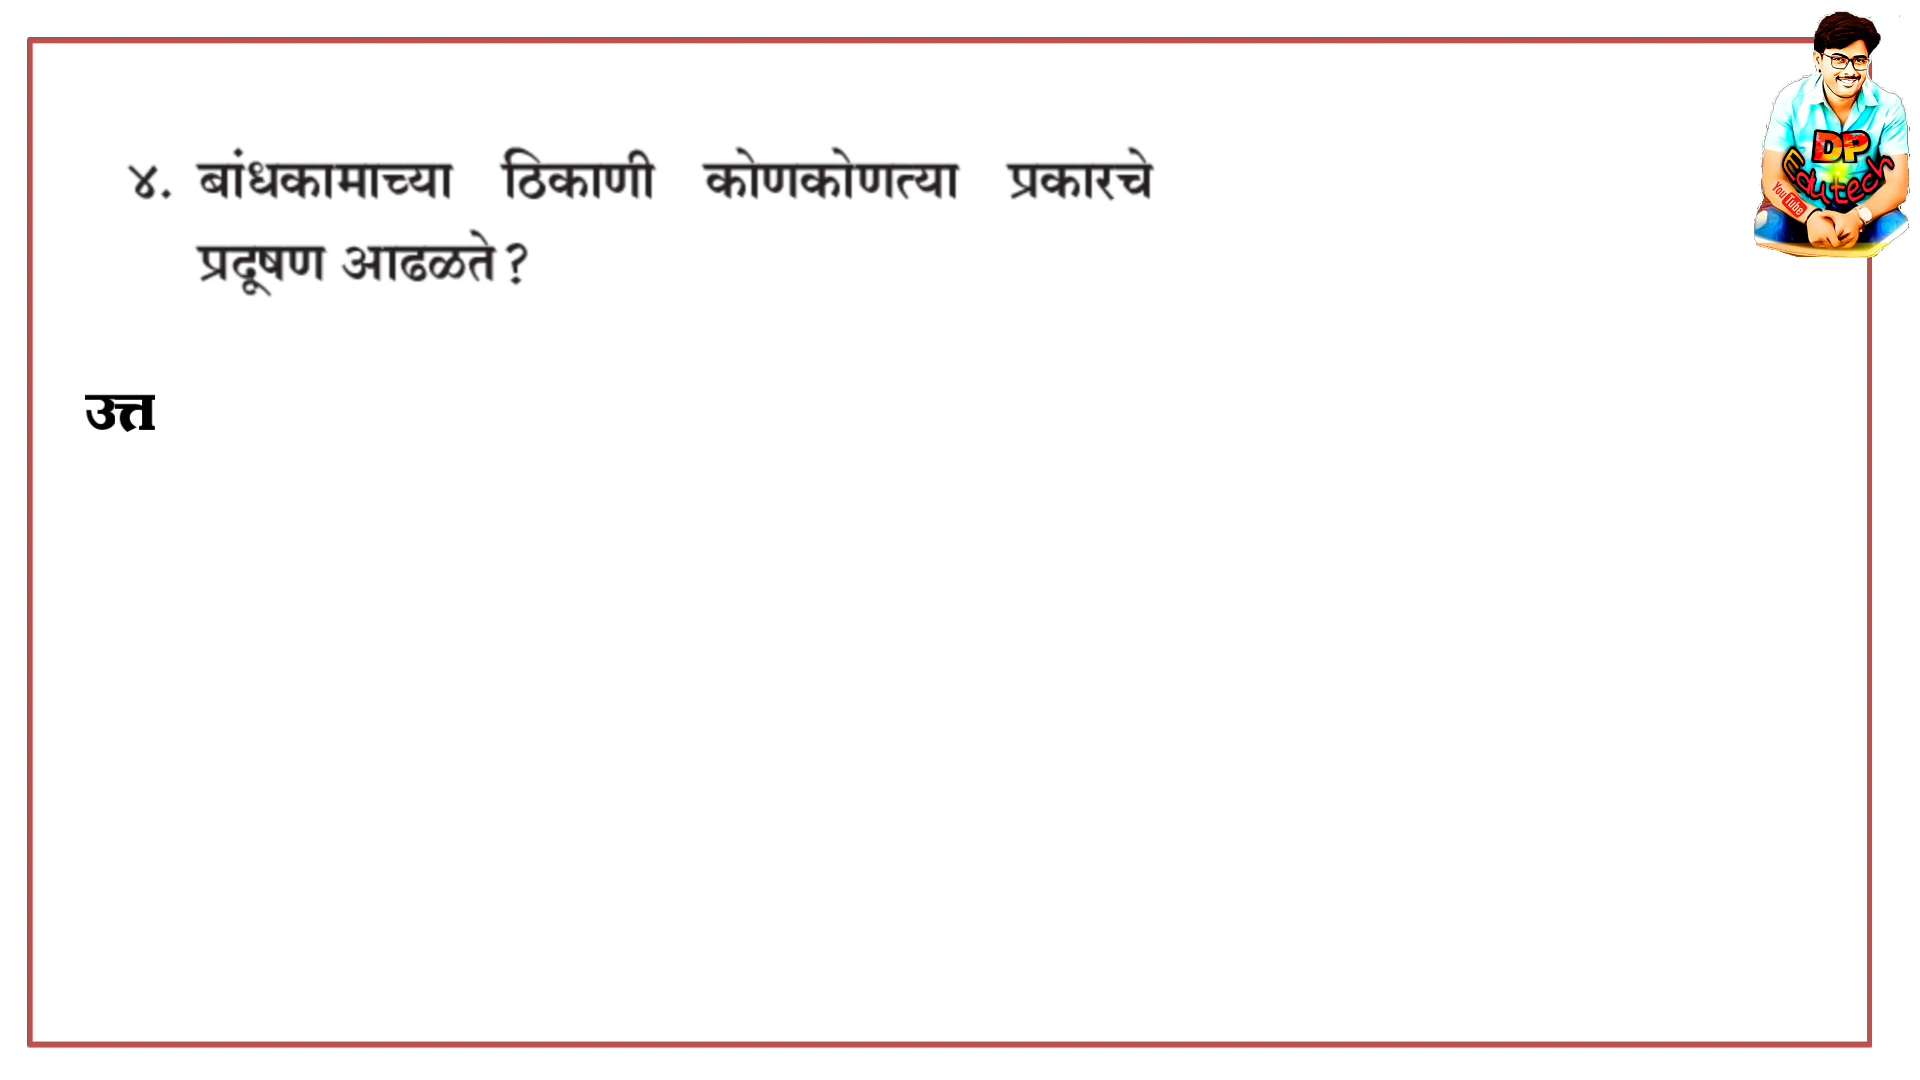 DP
Edutech
YouTube
४. बांधकामाच्या ठिकाणी कोणकोणत्या प्रकारचे
प्रदूषण आढळते?
उत्त